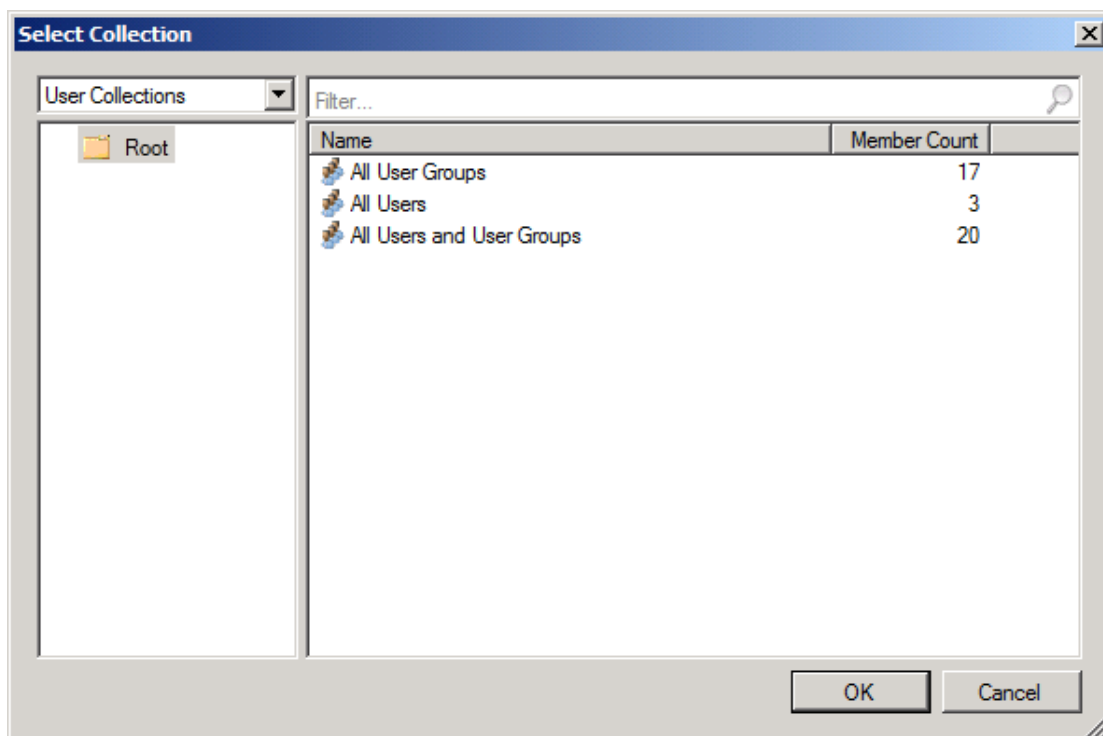 Select Collection
User Collections
Filter...
Root
Name Member Count
All User Groups 17
All Users 3
All Users and User Groups 20
OK Cancel